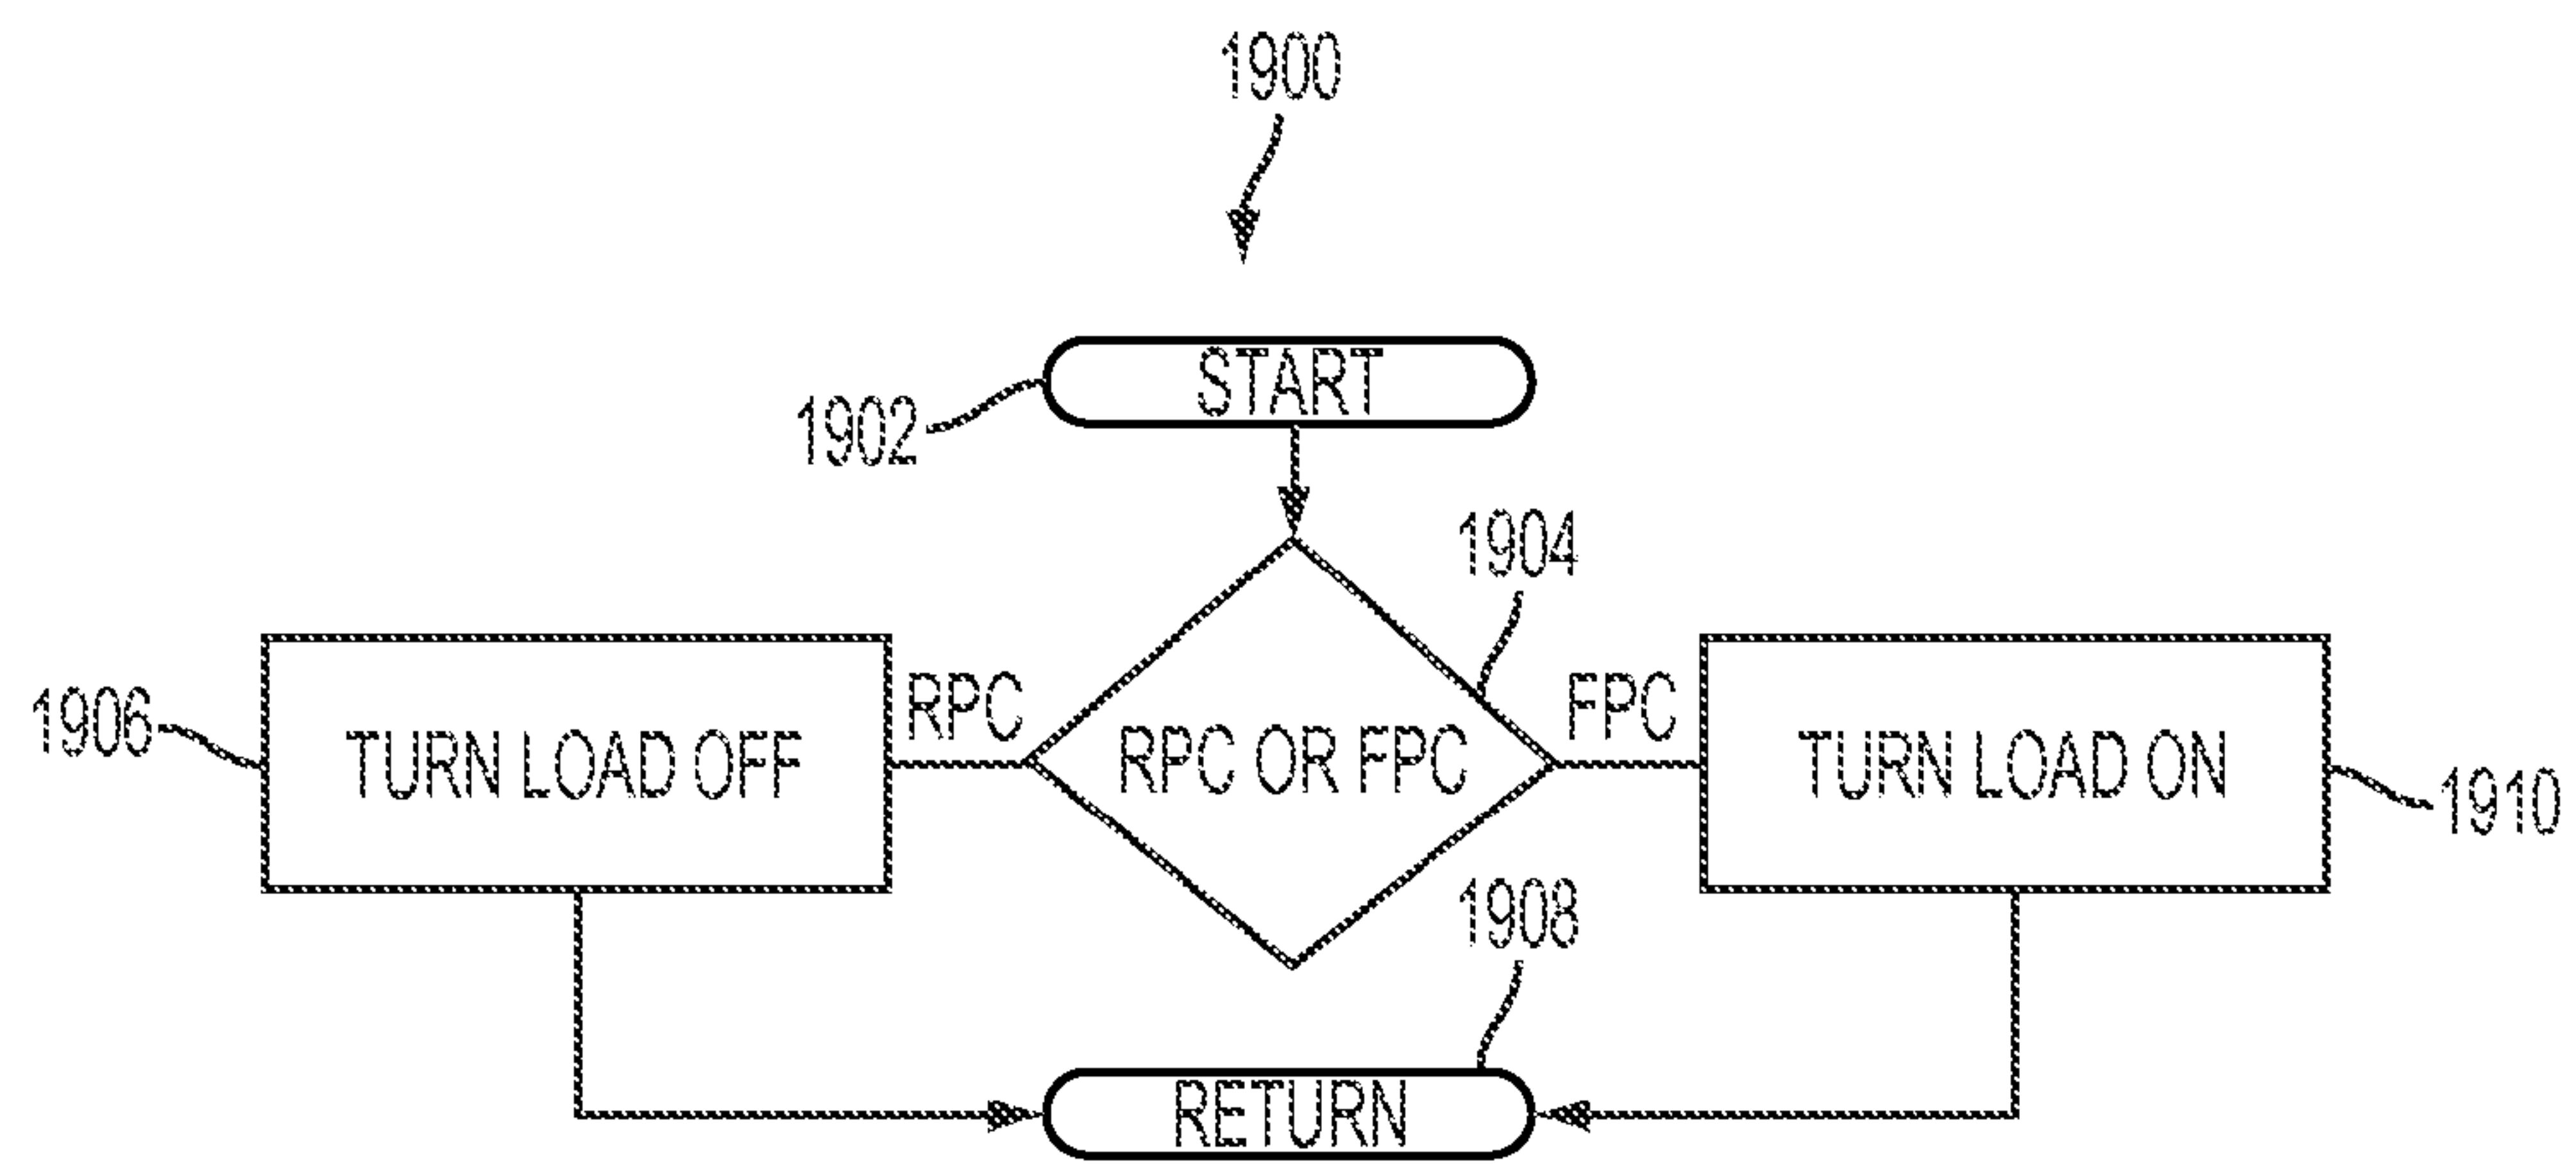 1900
START
1902
1904
RPC
FPC
1906
TURN LOAD OFF
RPC OR FPC
TURN LOAD ON
1910
1908
RETURN